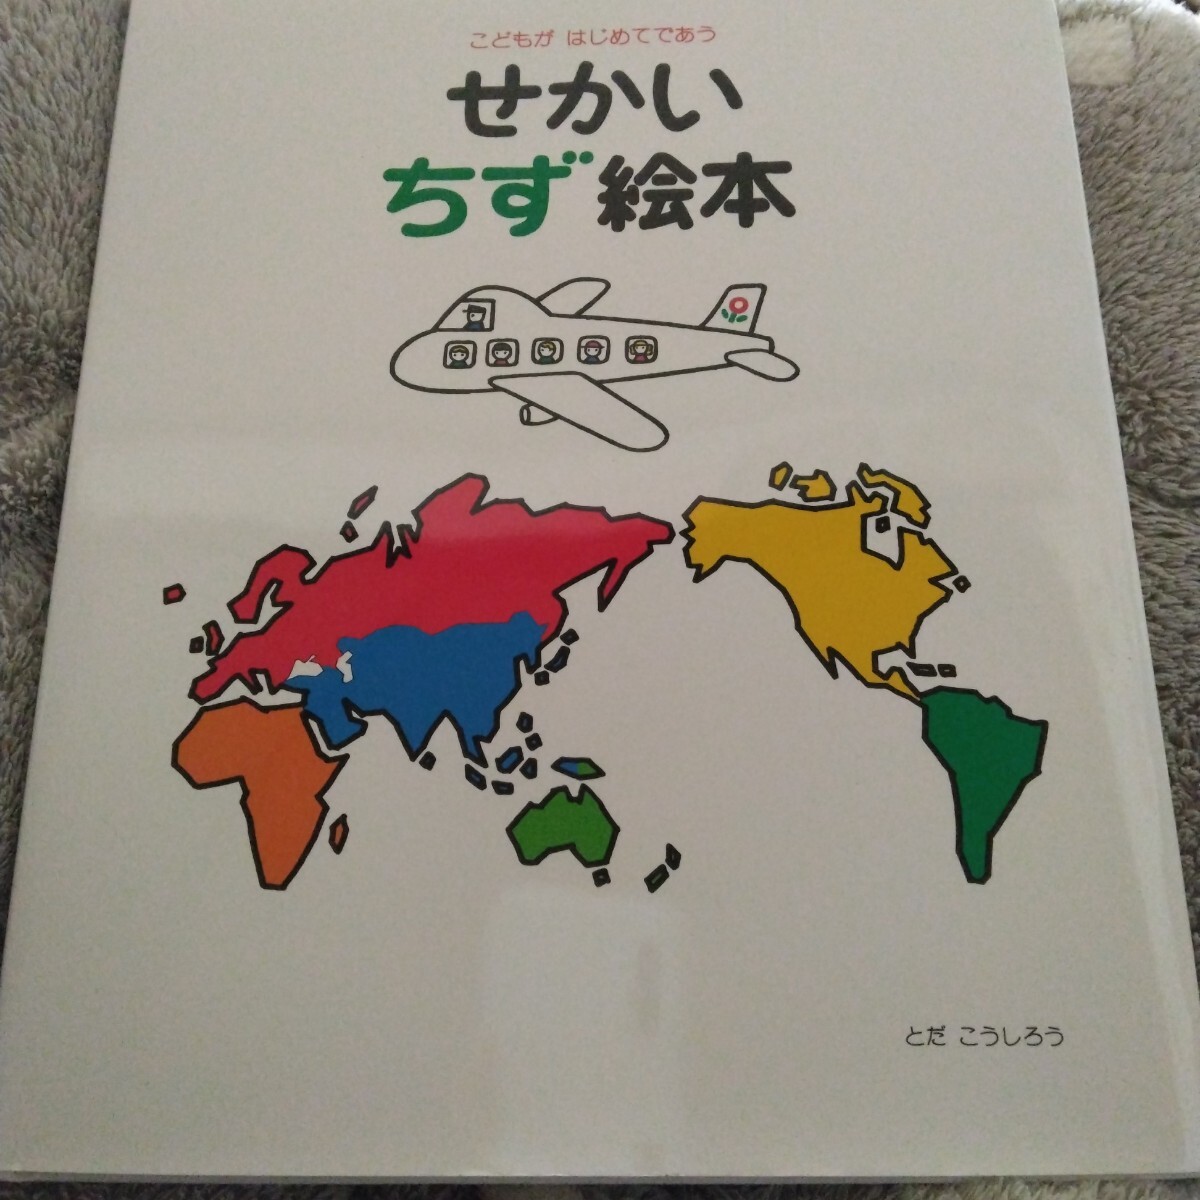 こどもが はじめてであう
せかい
ちず絵本
とだ こうしろう